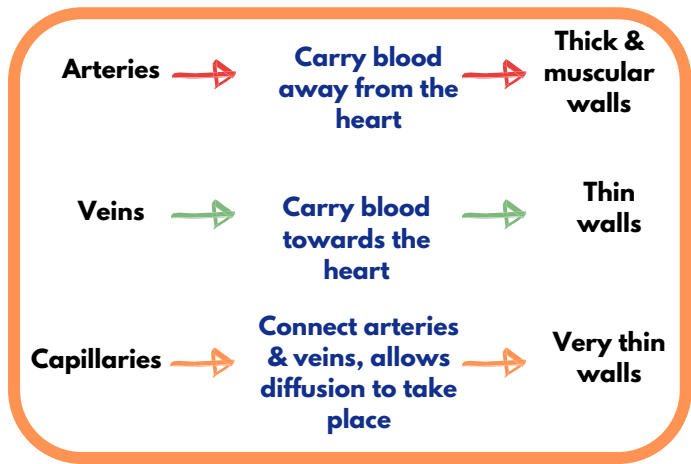 Arteries
Carry blood
away from the
heart
Thick &
muscular
walls
Veins
Carry blood
towards the
heart
Thin
walls
Capillaries
Connect arteries
& veins, allows
diffusion to take
place
Very thin
walls